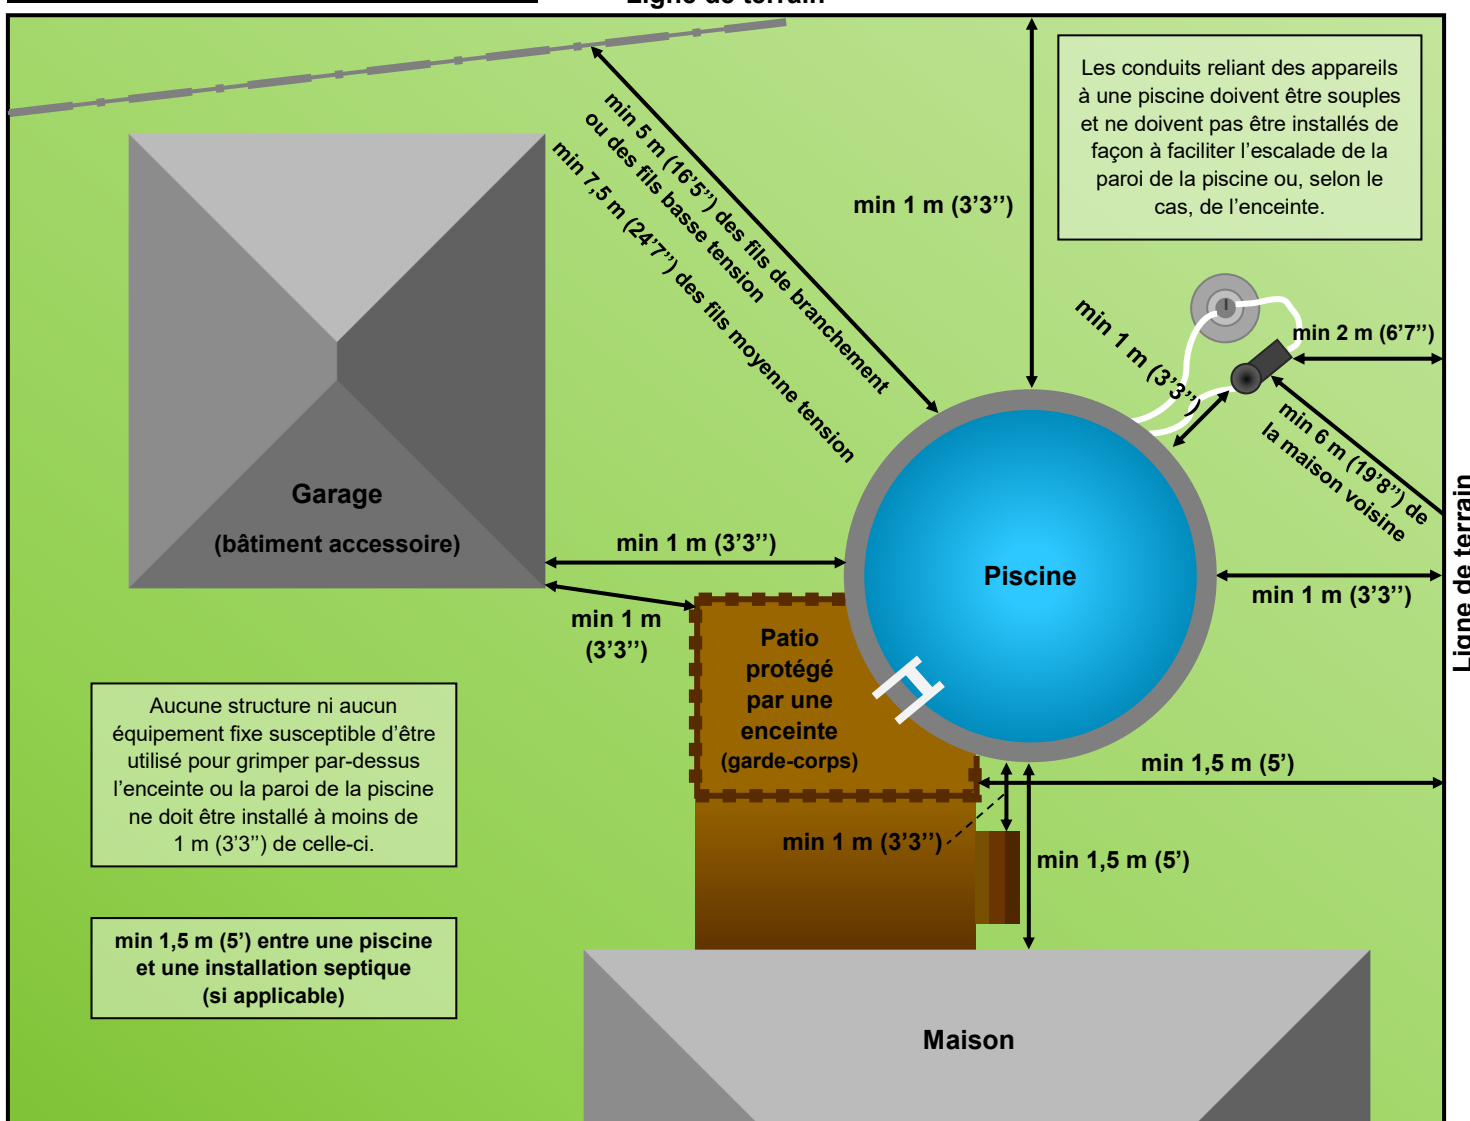 Ligne de terrain
Les conduits reliant des appareils
à une piscine doivent être souples
et ne doivent pas être installés de
façon à faciliter l’escalade de la
paroi de la piscine ou, selon le
cas, de l’enceinte.
min 5 m (16’5’’) des fils de branchement
ou des fils basse tension
min 7,5 m (24’7’’) des fils moyenne tension
min 1 m (3’3’’)
min 1 m (3’3’’)
min 2 m (6’7’’)
min 6 m (19’8’’) de
la maison voisine
Ligne de terrain
Garage
(bâtiment accessoire)
min 1 m (3’3’’)
Piscine
min 1 m (3’3’’)
min 1 m
(3’3’’)
Patio
protégé
par une
enceinte
(garde-corps)
Aucune structure ni aucun
équipement fixe susceptible d’être
utilisé pour grimper par-dessus
l’enceinte ou la paroi de la piscine
ne doit être installé à moins de
1 m (3’3’’) de celle-ci.
min 1,5 m (5’)
min 1 m (3’3’’)
min 1,5 m (5’)
min 1,5 m (5’) entre une piscine
et une installation septique
(si applicable)
Maison